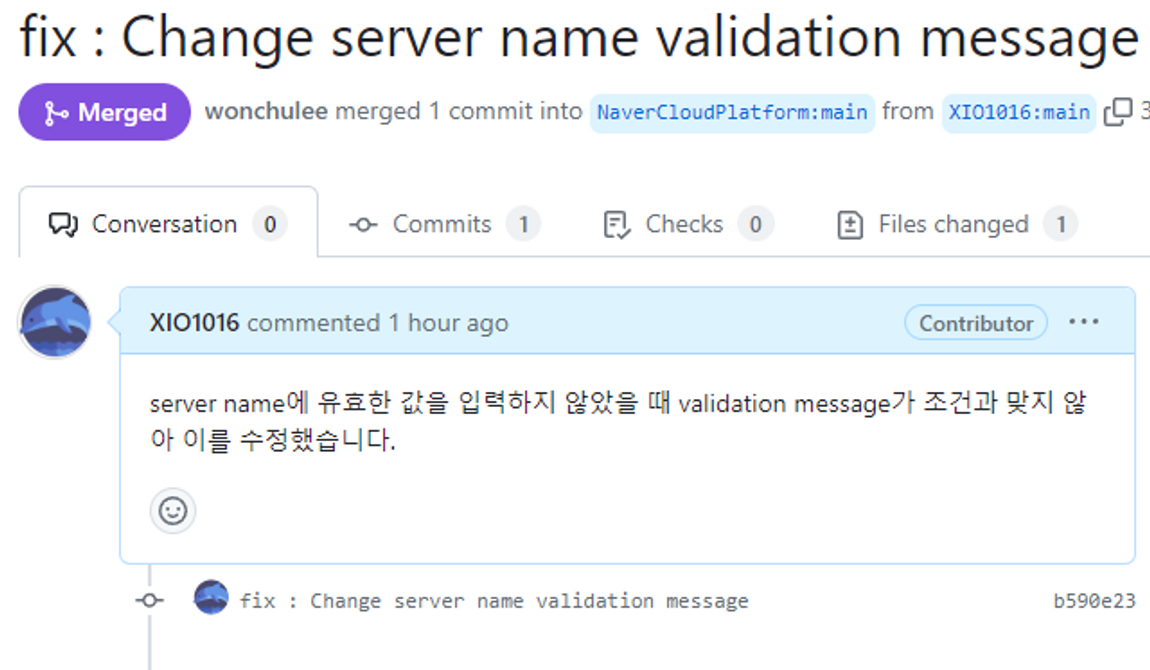 fix : Change server name validation message
Merged wonchulee merged 1 commit into NaverCloudPlatform:main from XIO1016:main 3
Conversation 0 Commits 1 Checks 0 Files changed 1
XIO1016 commented 1 hour ago Contributor
server name에 유효한 값을 입력하지 않았을 때 validation message가 조건과 맞지 않
아 이를 수정했습니다.
fix : Change server name validation message b590e23